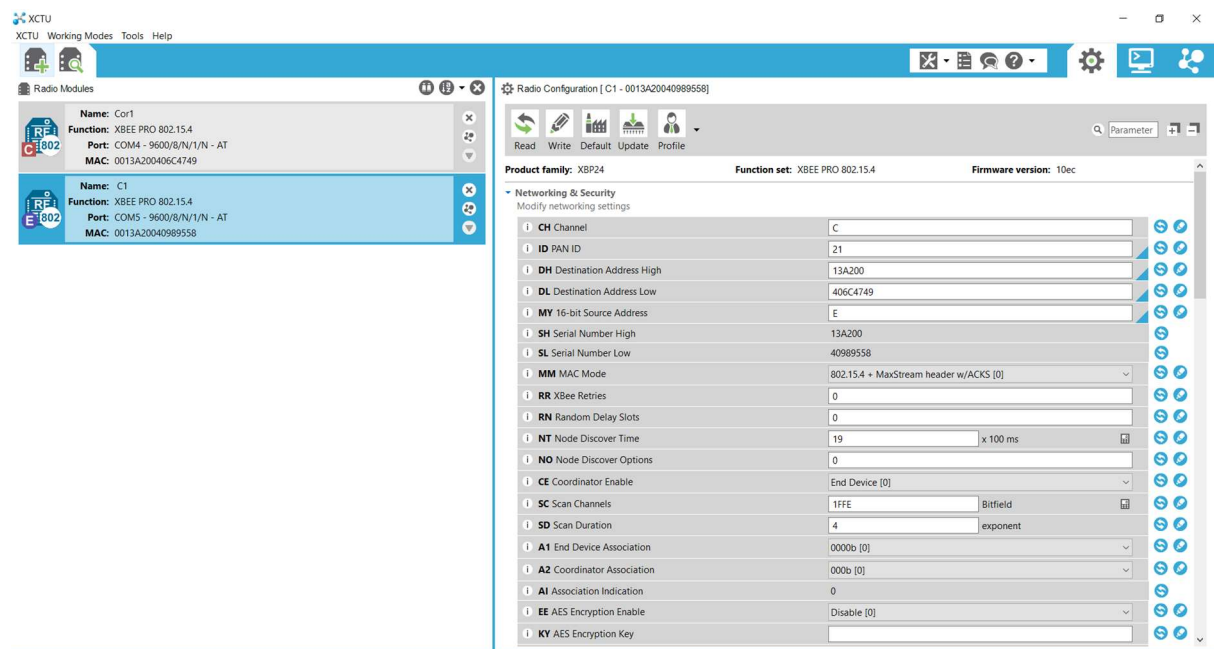 XCTU
XCTU Working Modes Tools Help
Radio Modules
Name: Cor1
Function: XBEE PRO 802.15.4
Port: COM4 - 9600/8/N/1/N - AT
MAC: 0013A200406C4749
RF
C 802
Name: C1
Function: XBEE PRO 802.15.4
Port: COM5 - 9600/8/N/1/N - AT
MAC: 0013A20040989558
RF
E 802
Radio Configuration [ C1 - 0013A20040989558]
Read Write Default Update Profile
Parameter
Product family: XBP24 Function set: XBEE PRO 802.15.4 Firmware version: 10ec
Networking & Security
Modify networking settings
i CH Channel C
i ID PAN ID 21
i DH Destination Address High 13A200
i DL Destination Address Low 406C4749
i MY 16-bit Source Address E
i SH Serial Number High 13A200
i SL Serial Number Low 40989558
i MM MAC Mode 802.15.4 + MaxStream header w/ACKS [0]
i RR XBee Retries 0
i RN Random Delay Slots 0
i NT Node Discover Time 19 x 100 ms
i NO Node Discover Options 0
i CE Coordinator Enable End Device [0]
i SC Scan Channels 1FFE Bitfield
i SD Scan Duration 4 exponent
i A1 End Device Association 0000b [0]
i A2 Coordinator Association 000b [0]
i AI Association Indication 0
i EE AES Encryption Enable Disable [0]
i KY AES Encryption Key